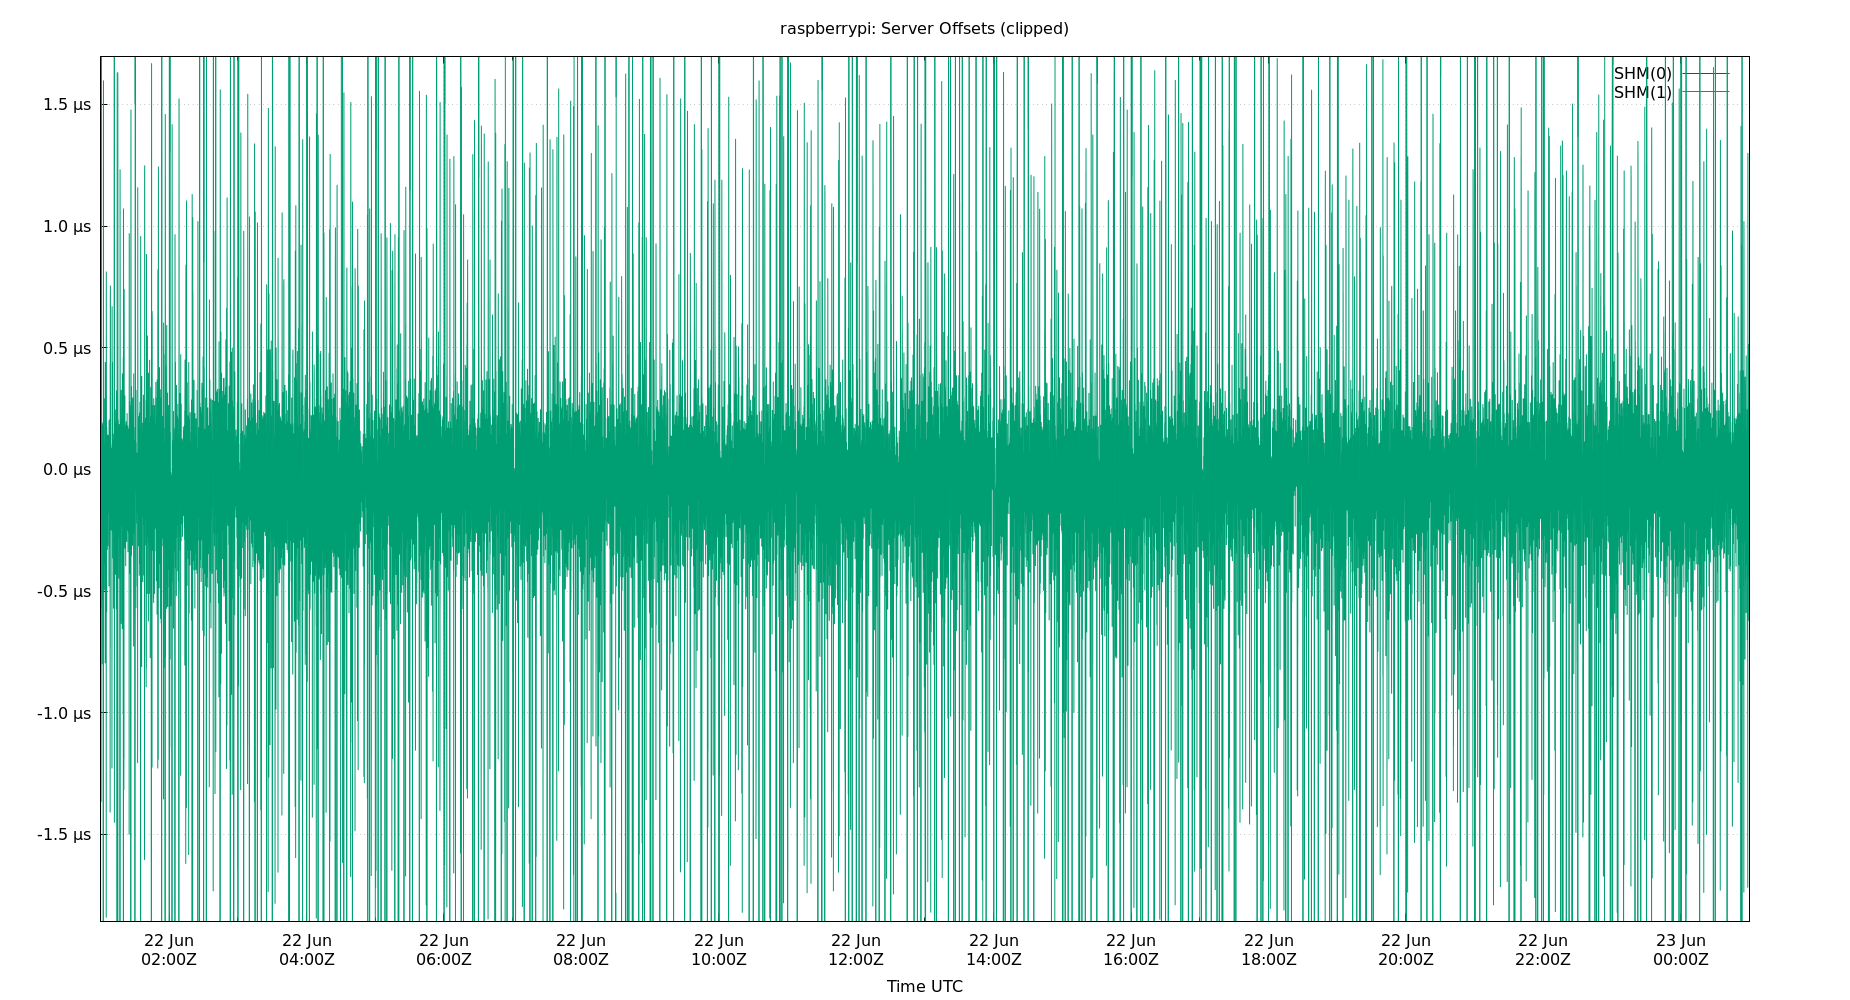 raspberrypi: Server Offsets (clipped)
SHM(0)
SHM(1)
1.5 µs
1.0 µs
0.5 µs
0.0 µs
-0.5 µs
-1.0 µs
-1.5 µs
22 Jun 22 Jun 22 Jun 22 Jun 22 Jun 22 Jun 22 Jun 22 Jun 22 Jun 22 Jun 22 Jun 23 Jun
02:00Z 04:00Z 06:00Z 08:00Z 10:00Z 12:00Z 14:00Z 16:00Z 18:00Z 20:00Z 22:00Z 00:00Z
Time UTC